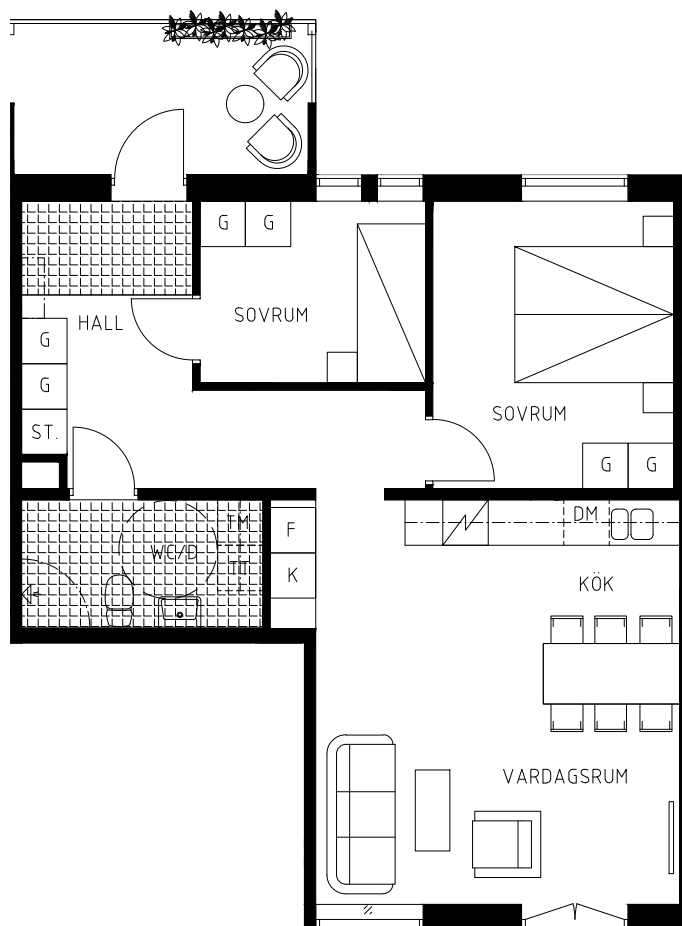 G G
HALL
SOVRUM
G
G
ST.
SOVRUM
G G
F
K
TM
WC/D
TT
DM
KÖK
VARDAGSRUM